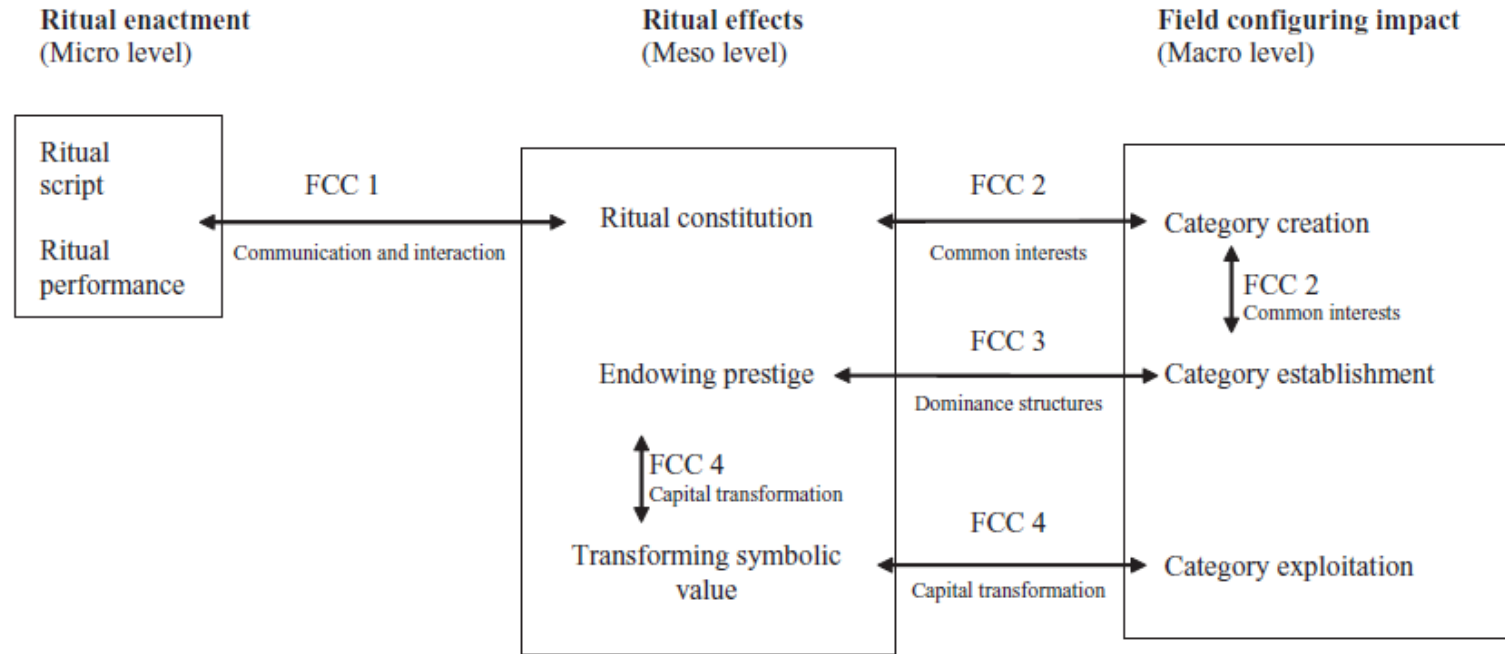 Ritual enactment
(Micro level)
Ritual effects
(Meso level)
Field configuring impact
(Macro level)
Ritual
script
Ritual
performance
FCC 1
Communication and interaction
Ritual constitution
FCC 2
Common interests
Category creation
FCC 2
Common interests
Endowing prestige
FCC 3
Dominance structures
Category establishment
FCC 4
Capital transformation
Transforming symbolic
value
FCC 4
Capital transformation
Category exploitation